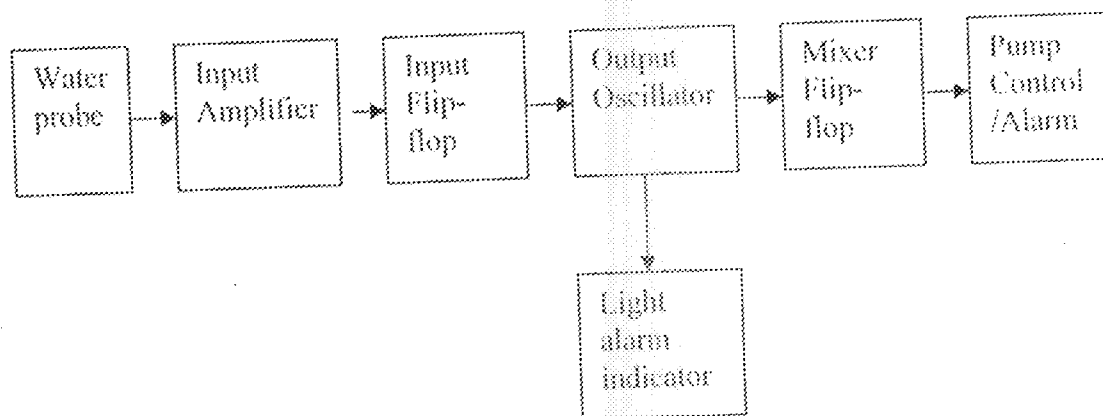 Water
probe
Input
Amplifier
Input
Flip-
flop
Output
Oscillator
Mixer
Flip-
flop
Pump
Control
/Alarm
Light
alarm
indicator